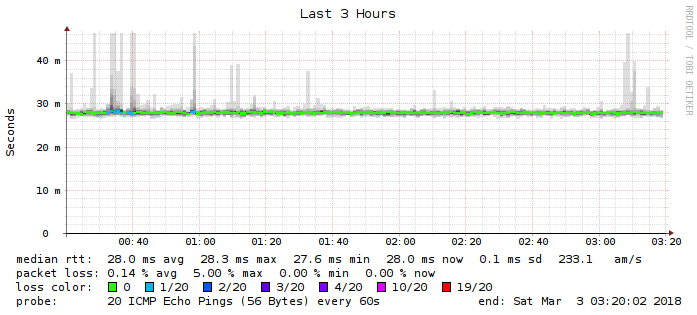 Last 3 Hours
RRDTOOL / TOBI OETIKER
Seconds
40 m
30 m
20 m
10 m
0
00:40 01:00 01:20 01:40 02:00 02:20 02:40 03:00 03:20
median rtt: 28.0 ms avg 28.3 ms max 27.6 ms min 28.0 ms now 0.1 ms sd 233.1 am/s
packet loss: 0.14 % avg 5.00 % max 0.00 % min 0.00 % now
loss color: 0 1/20 2/20 3/20 4/20 10/20 19/20
probe: 20 ICMP Echo Pings (56 Bytes) every 60s end: Sat Mar 3 03:20:02 2018